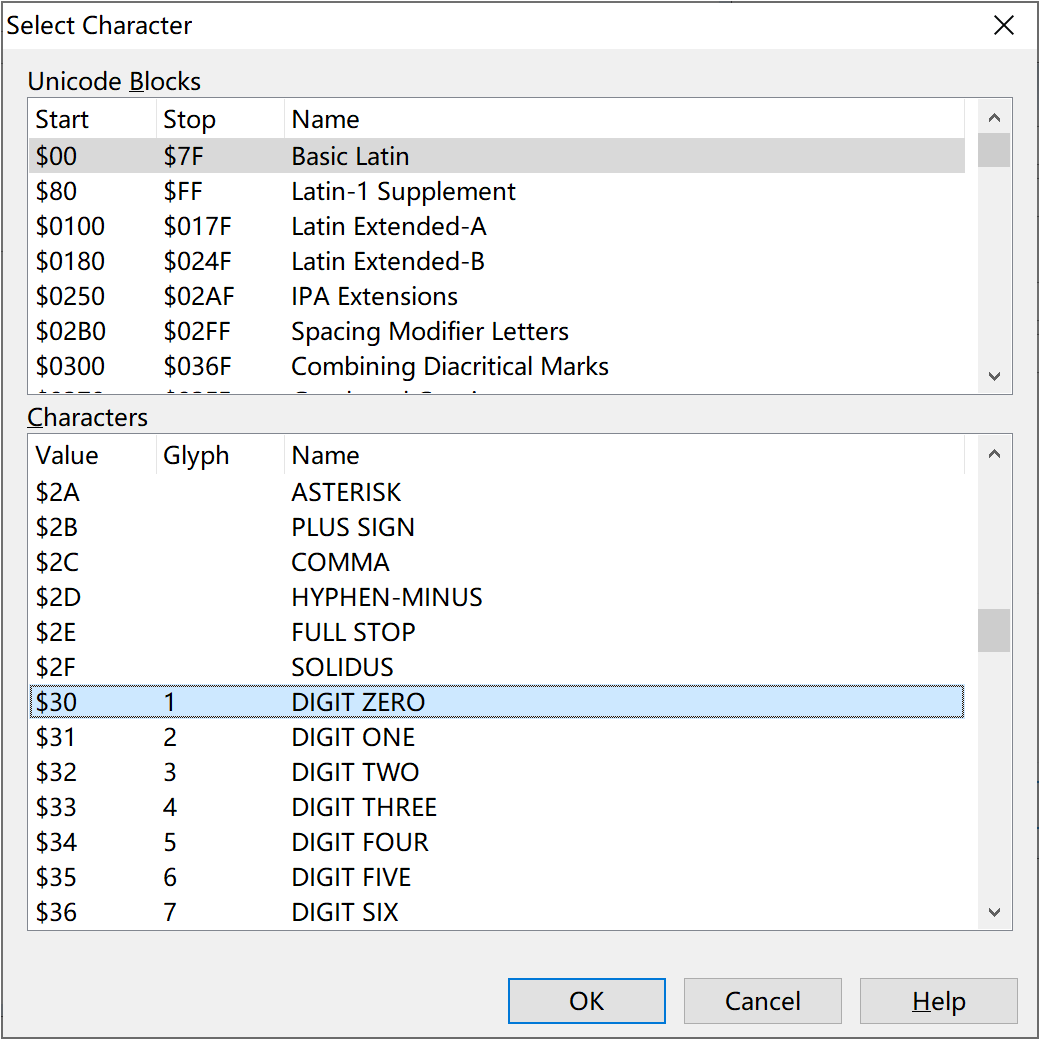 Select Character
Unicode Blocks
Start Stop Name
$00 $7F Basic Latin
$80 $FF Latin-1 Supplement
$0100 $017F Latin Extended-A
$0180 $024F Latin Extended-B
$0250 $02AF IPA Extensions
$02B0 $02FF Spacing Modifier Letters
$0300 $036F Combining Diacritical Marks
Characters
Value Glyph Name
$2A ASTERISK
$2B PLUS SIGN
$2C COMMA
$2D HYPHEN-MINUS
$2E FULL STOP
$2F SOLIDUS
$30 1 DIGIT ZERO
$31 2 DIGIT ONE
$32 3 DIGIT TWO
$33 4 DIGIT THREE
$34 5 DIGIT FOUR
$35 6 DIGIT FIVE
$36 7 DIGIT SIX
OK Cancel Help